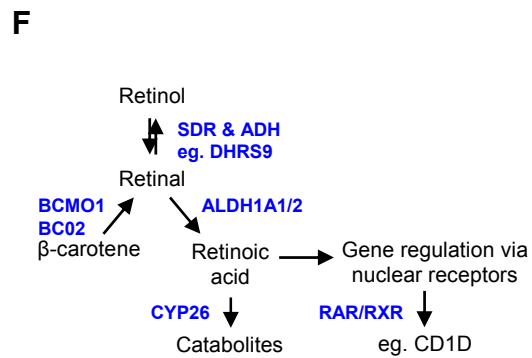 F
Retinol
SDR & ADH
eg. DHRS9
Retinal
BCMO1
BC02
β-carotene
ALDH1A1/2
Retinoic
acid
Gene regulation via
nuclear receptors
CYP26
RAR/RXR
Catabolites
eg. CD1D